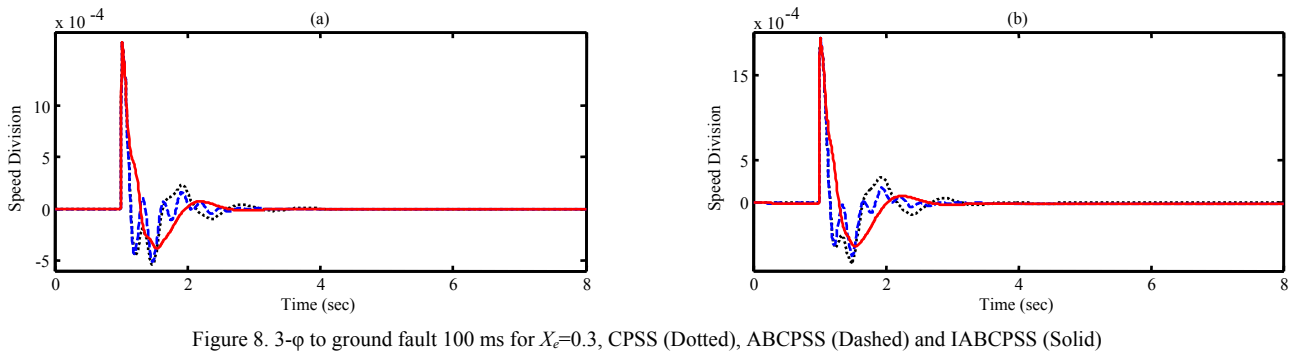 x 10⁻⁴
(a)
Speed Division
10
5
0
-5
0
2
4
6
8
Time (sec)
x 10⁻⁴
(b)
Speed Division
15
5
0
0
2
4
6
8
Time (sec)
Figure 8. 3-φ to ground fault 100 ms for Xₑ=0.3, CPSS (Dotted), ABCPSS (Dashed) and IABCPSS (Solid)